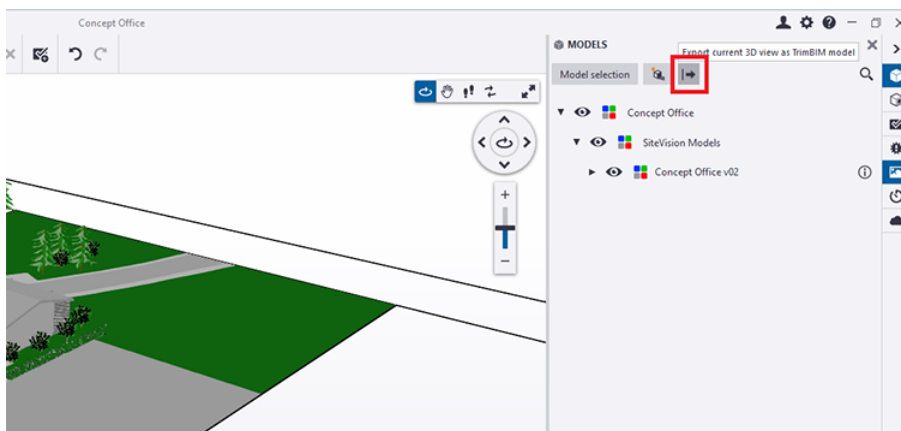 Concept Office
MODELS
Export current 3D view as TrimBIM model
Model selection
Concept Office
SiteVision Models
Concept Office v02